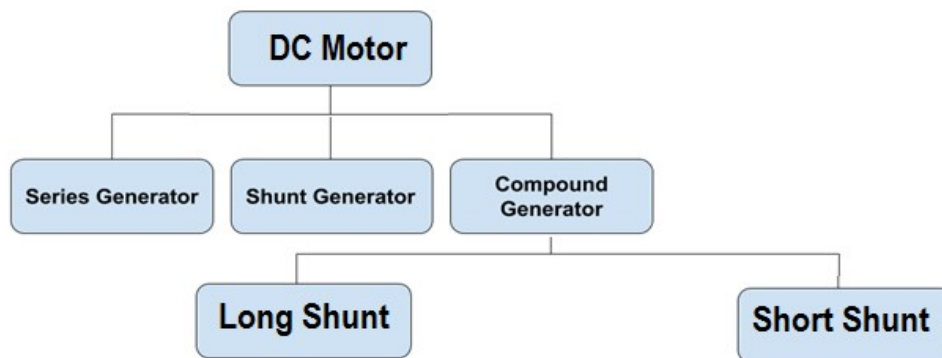 DC Motor
Series Generator
Shunt Generator
Compound
Generator
Long Shunt
Short Shunt